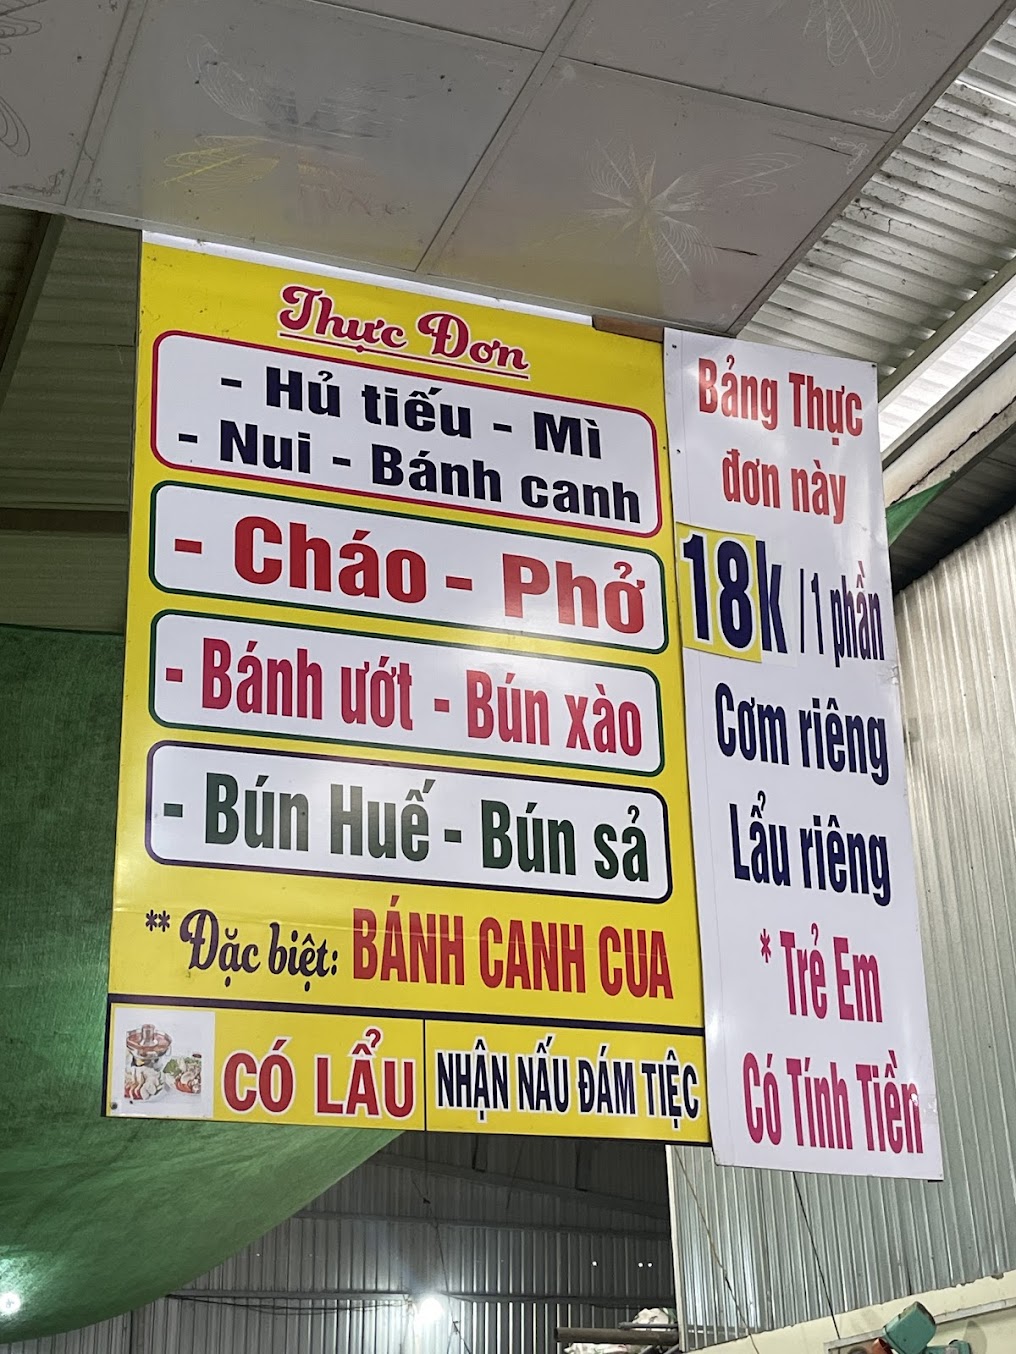 Thực Đơn
- Hủ tiếu - Mì
- Nui - Bánh canh
- Cháo - Phở
- Bánh ướt - Bún xào
- Bún Huế - Bún sả
** Đặc biệt: BÁNH CANH CUA
CÓ LẨU
NHẬN NẤU ĐÁM TIỆC
Bảng Thực
đơn này
18k / 1 phần
Cơm riêng
Lẩu riêng
* Trẻ Em
Có Tính Tiền